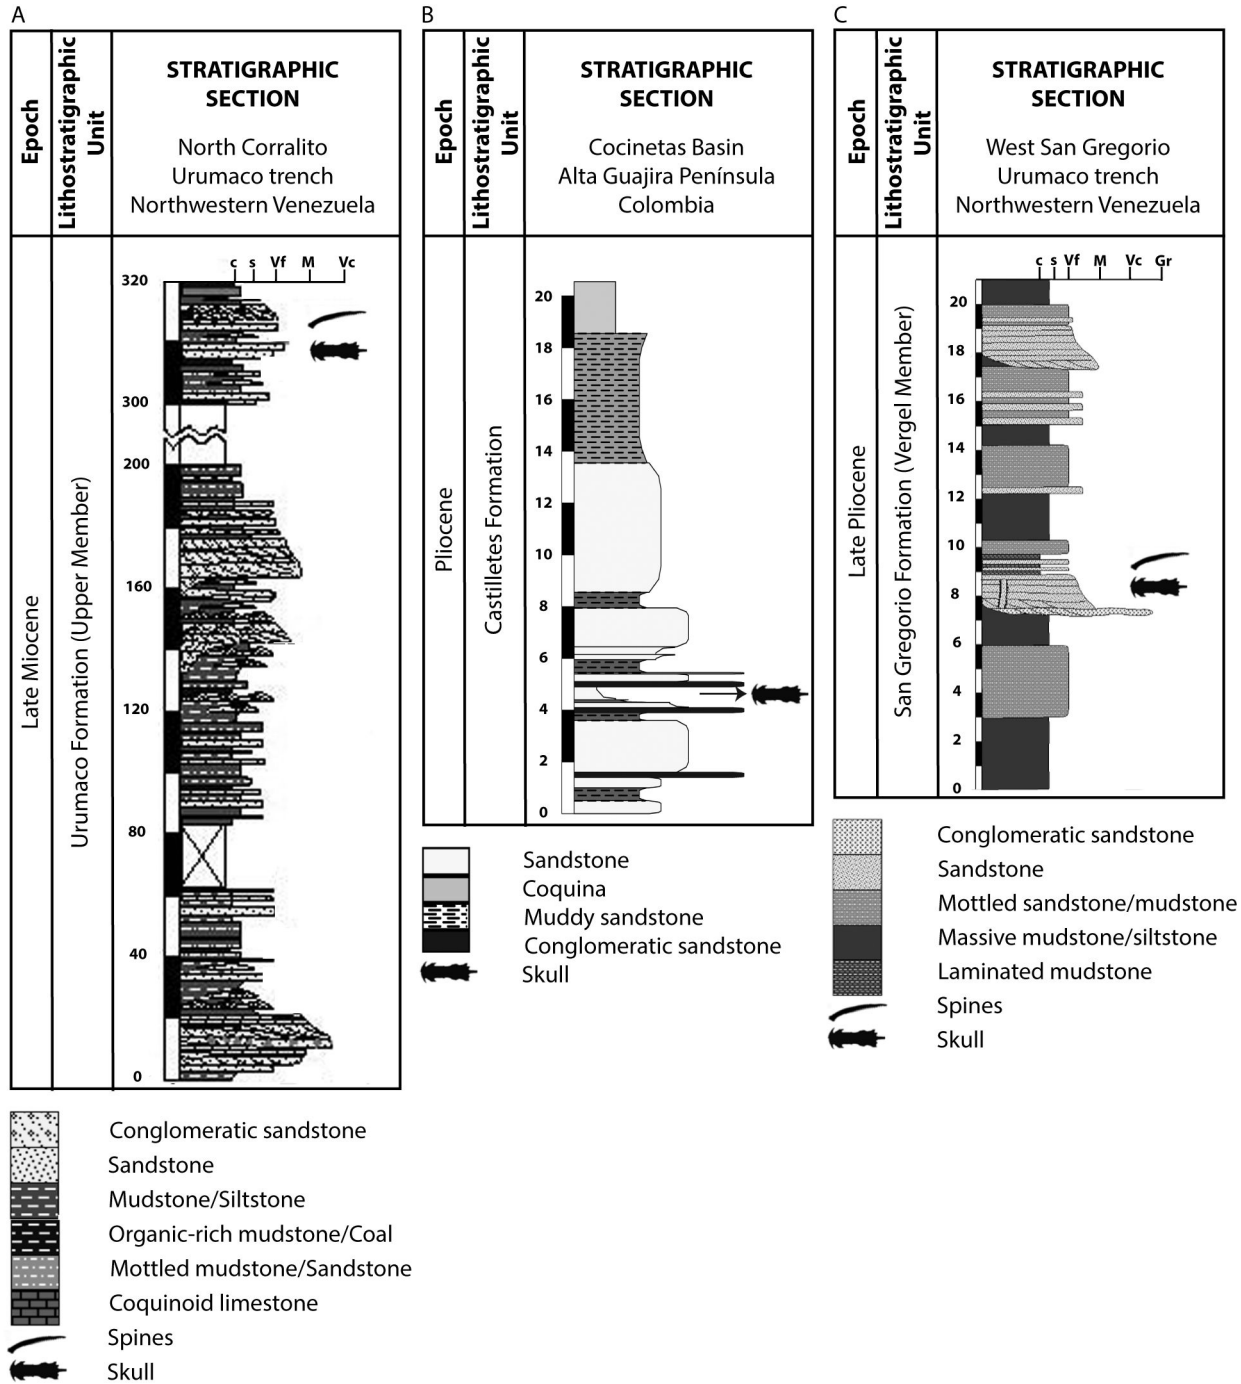 A
Epoch
Lithostratigraphic
Unit
STRATIGRAPHIC
SECTION
North Corralito
Urumaco trench
Northwestern Venezuela
Late Miocene
Urumaco Formation (Upper Member)
c s Vf M Vc
320
300
200
160
120
80
40
0
Conglomeratic sandstone
Sandstone
Mudstone/Siltstone
Organic-rich mudstone/Coal
Mottled mudstone/Sandstone
Coquinoid limestone
Spines
Skull
B
Epoch
Lithostratigraphic
Unit
STRATIGRAPHIC
SECTION
Cocinetas Basin
Alta Guajira Península
Colombia
Pliocene
Castilletes Formation
20
18
16
14
12
10
8
6
4
2
0
Sandstone
Coquina
Muddy sandstone
Conglomeratic sandstone
Skull
C
Epoch
Lithostratigraphic
Unit
STRATIGRAPHIC
SECTION
West San Gregorio
Urumaco trench
Northwestern Venezuela
Late Pliocene
San Gregorio Formation (Vergel Member)
c s Vf M Vc Gr
20
18
16
14
12
10
8
6
4
2
0
Conglomeratic sandstone
Sandstone
Mottled sandstone/mudstone
Massive mudstone/siltstone
Laminated mudstone
Spines
Skull